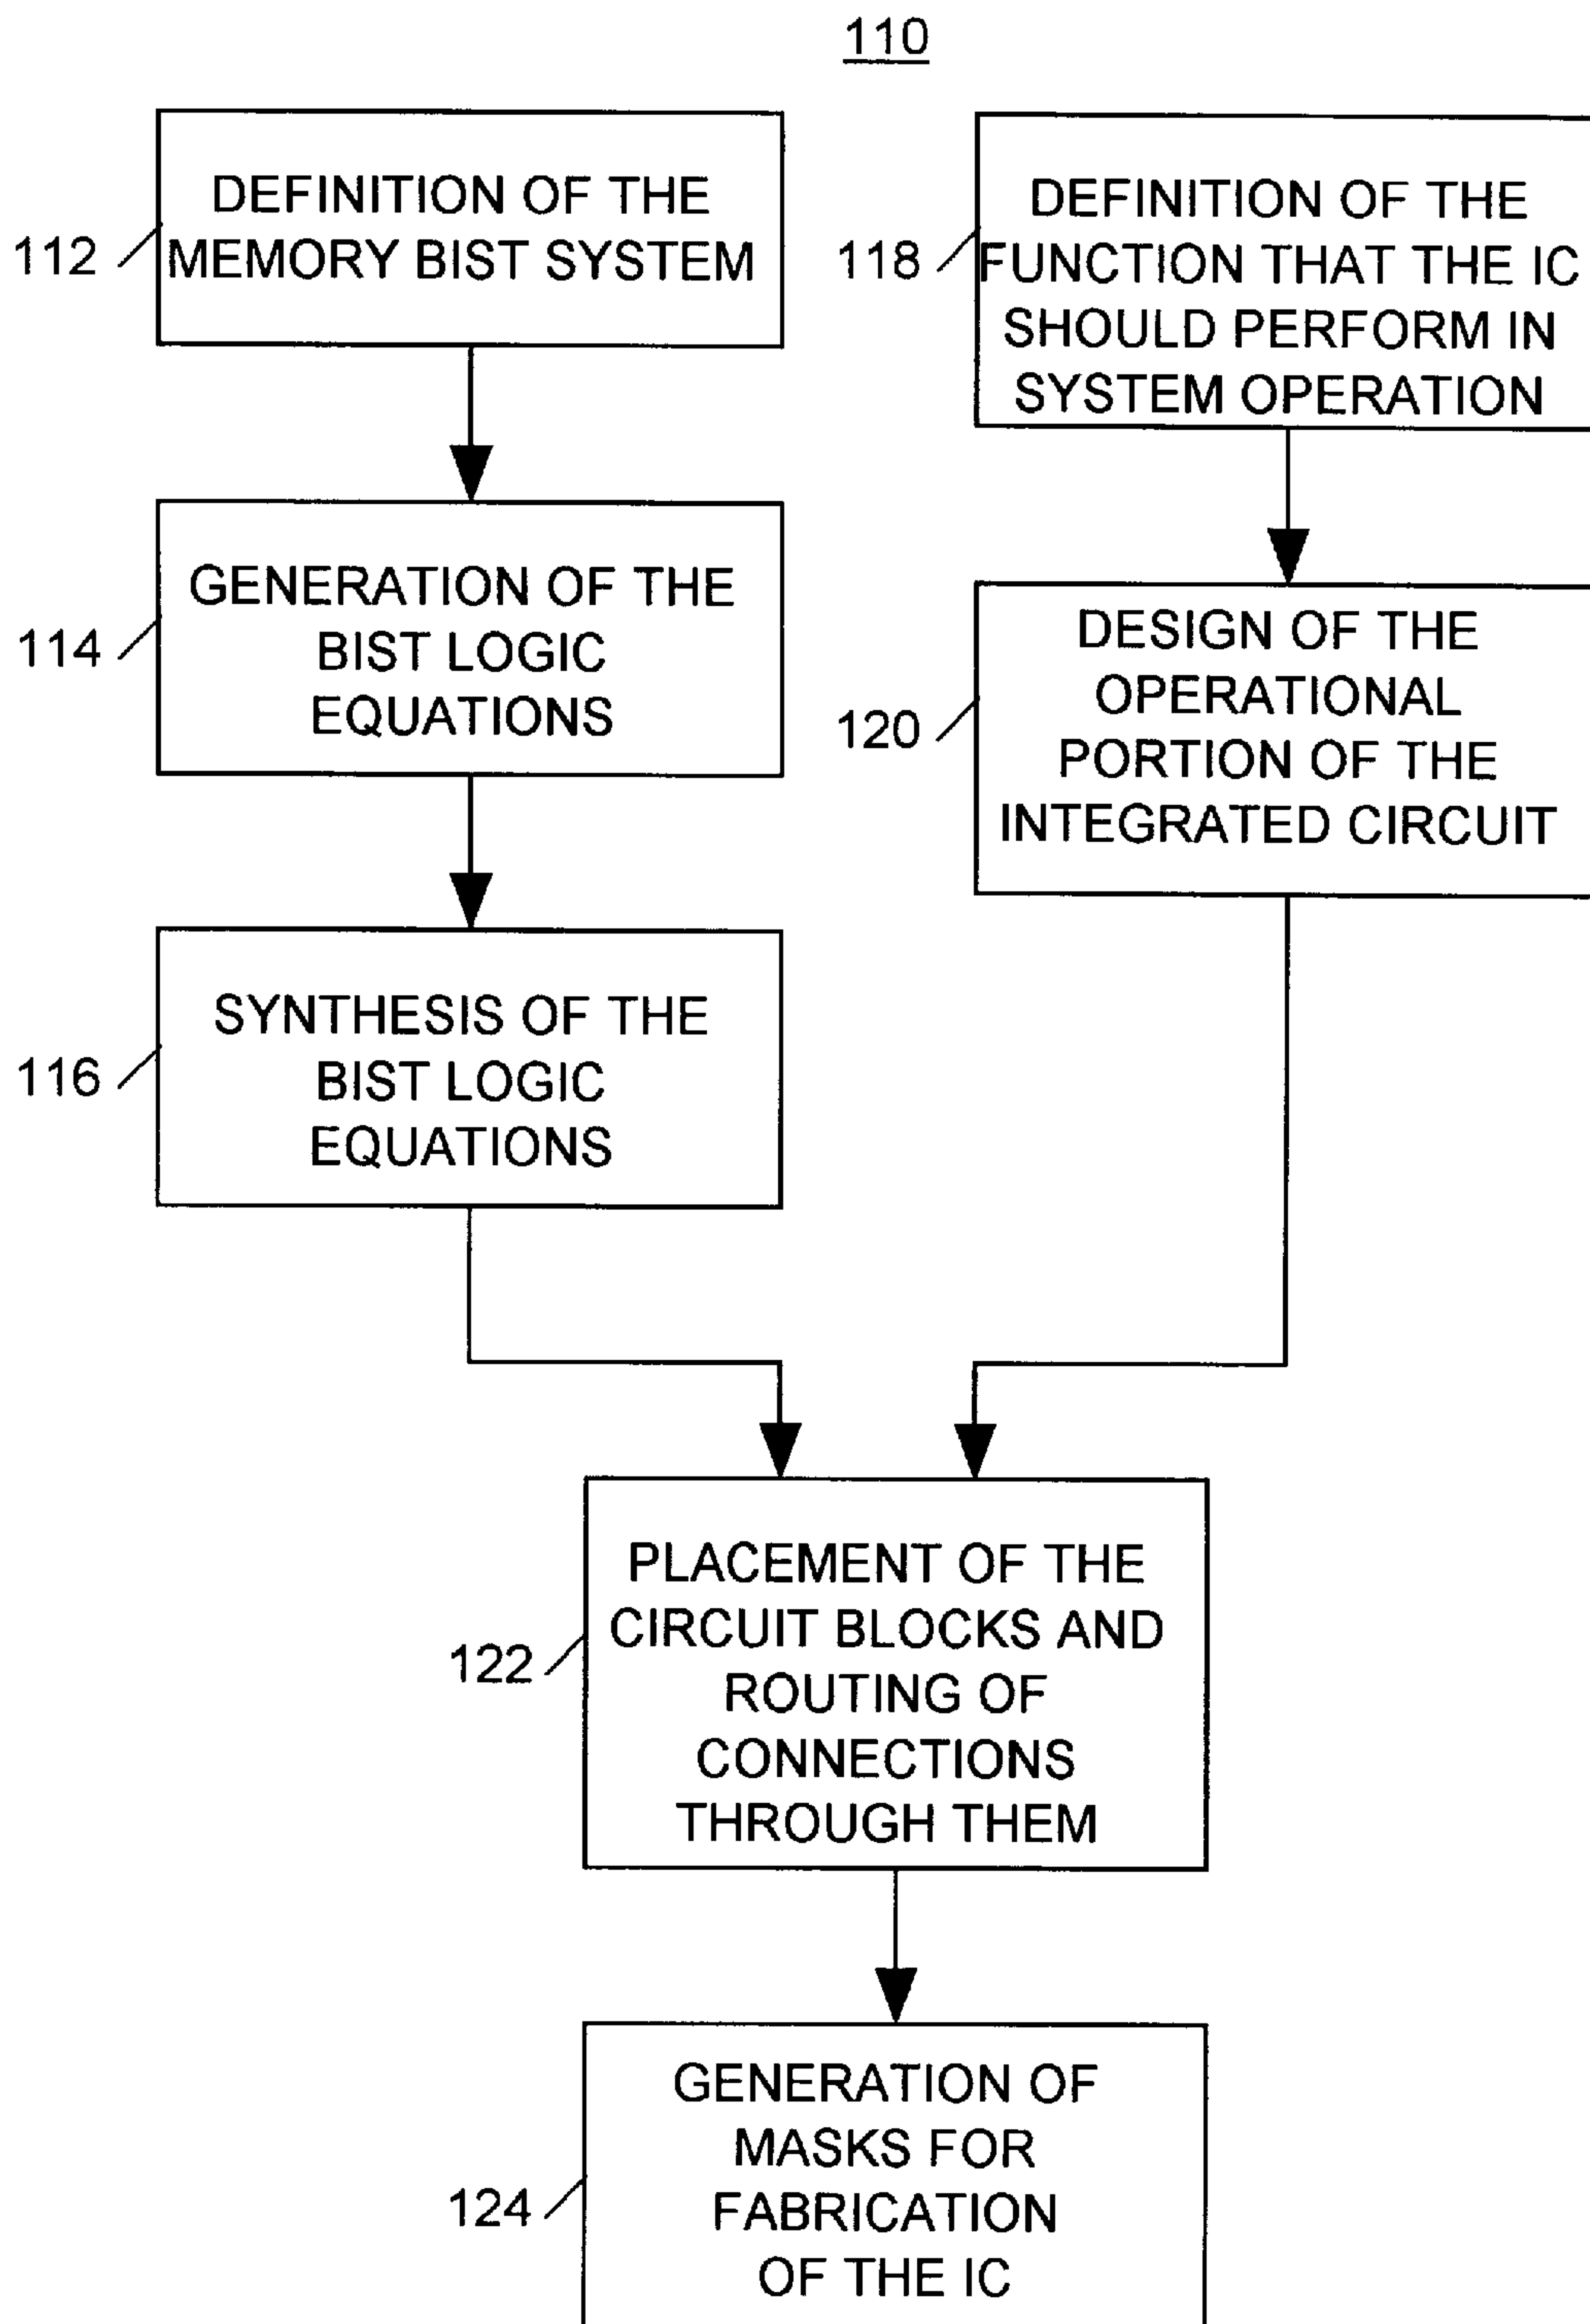 110
DEFINITION OF THE
MEMORY BIST SYSTEM
112
GENERATION OF THE
BIST LOGIC
EQUATIONS
114
SYNTHESIS OF THE
BIST LOGIC
EQUATIONS
116
DEFINITION OF THE
FUNCTION THAT THE IC
SHOULD PERFORM IN
SYSTEM OPERATION
118
DESIGN OF THE
OPERATIONAL
PORTION OF THE
INTEGRATED CIRCUIT
120
PLACEMENT OF THE
CIRCUIT BLOCKS AND
ROUTING OF
CONNECTIONS
THROUGH THEM
122
GENERATION OF
MASKS FOR
FABRICATION
OF THE IC
124